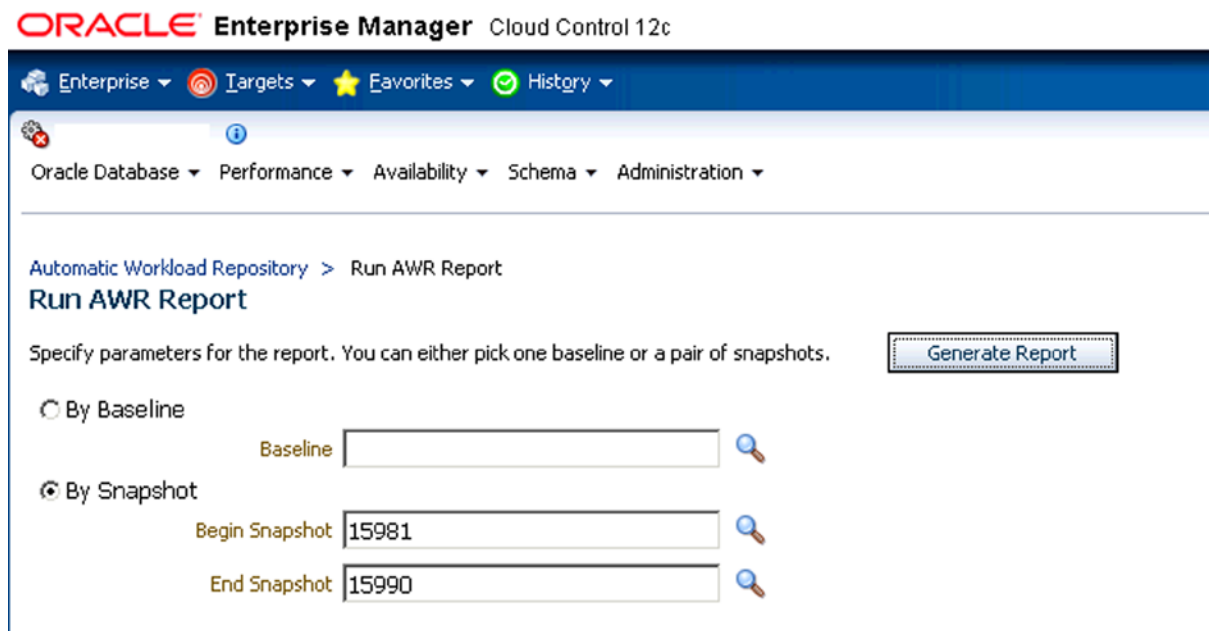 ORACLE Enterprise Manager Cloud Control 12c
Enterprise Targets Favorites History
Oracle Database Performance Availability Schema Administration
Automatic Workload Repository > Run AWR Report
Run AWR Report
Specify parameters for the report. You can either pick one baseline or a pair of snapshots. Generate Report
By Baseline
Baseline
By Snapshot
Begin Snapshot 15981
End Snapshot 15990